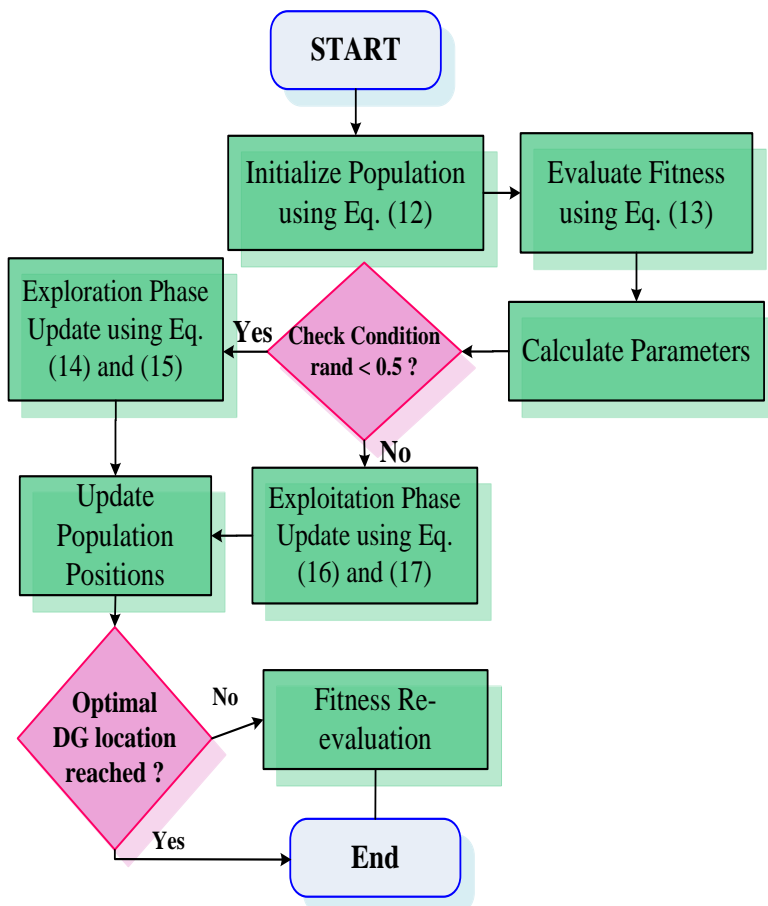 START
Initialize Population
using Eq. (12)
Evaluate Fitness
using Eq. (13)
Calculate Parameters
Check Condition
rand < 0.5 ?
Yes
Exploration Phase
Update using Eq.
(14) and (15)
No
Exploitation Phase
Update using Eq.
(16) and (17)
Update
Population
Positions
Optimal
DG location
reached ?
No
Fitness Re-
evaluation
Yes
End